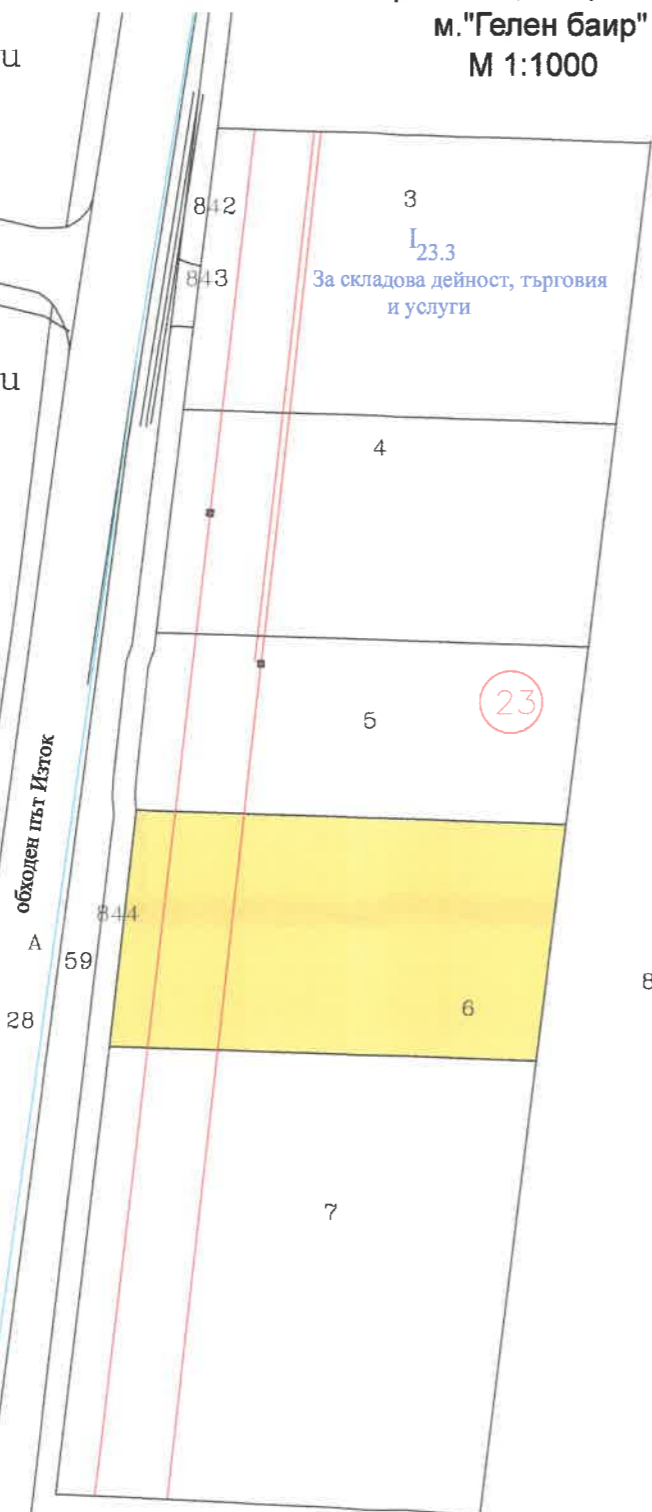 м."Гелен баир"
М 1:1000
и
842
3
I 23.3
843
За складова дейност, търговия
и услуги
и
4
5
23
обходен път Изток
844
А
59
8
28
6
7